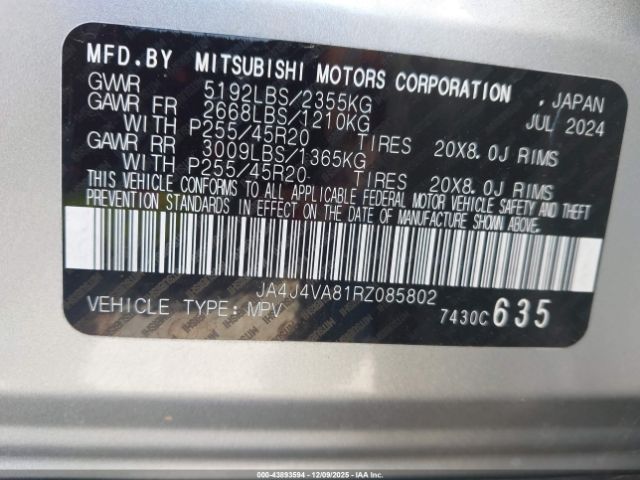 MFD.BY MITSUBISHI MOTORS CORPORATION
, JAPAN
GWWR 5192LBS/2355KG
JUL 2024
GAWR FR 2668LBS/1210KG
WITH P255/45R20 TIRES 20X8.0J RIMS
GAWR RR 3009LBS/1365KG
WITH P255/45R20 TIRES 20X8.0J RIMS
THIS VEHICLE CONFORMS TO ALL APPLICABLE FEDERAL MOTOR VEHICLE SAFETY AND THEFT
PREVENTION STANDARDS IN EFFECT ON THE DATE OF MANUFACTURE SHOWN ABOVE.
JA4J4VA81RZ085802
VEHICLE TYPE: MPV
7430C 635
000-43893594 | 12/09/2025 - IAA Inc.